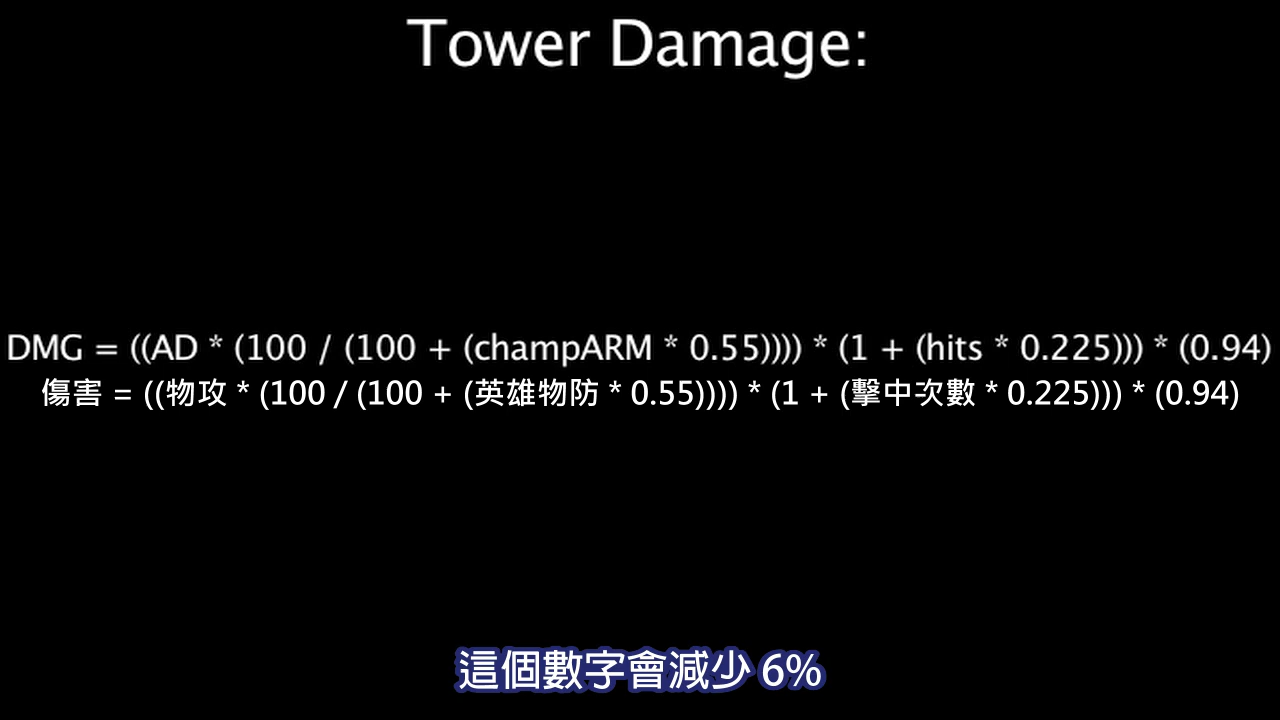 Tower Damage:
DMG = ((AD * (100 / (100 + (champARM * 0.55)))) * (1 + (hits * 0.225))) * (0.94)
傷害 = ((物攻 * (100 / (100 + (英雄物防 * 0.55)))) * (1 + (擊中次數 * 0.225))) * (0.94)
這個數字會減少 6%